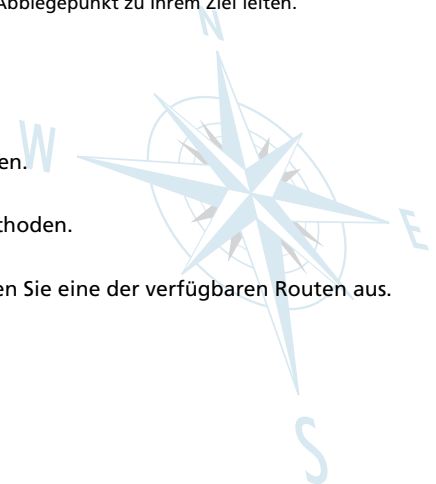 Abbiegepunkt zu Ihrem Ziel leiten.
N
W
en.
E
thoden.
en Sie eine der verfügbaren Routen aus.
S